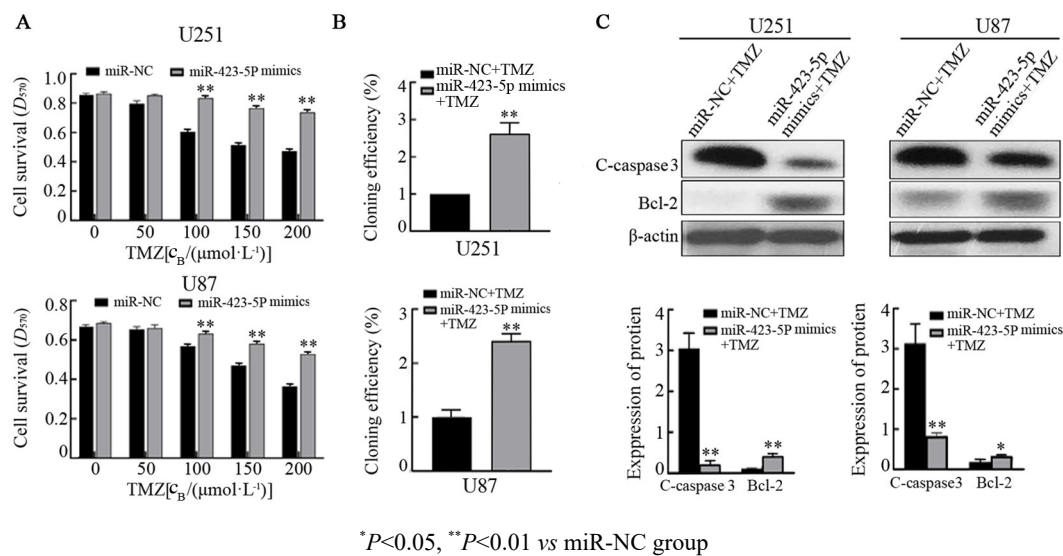 A
U251
miR-NC miR-423-5P mimics
Cell survival (D570)
1.0
0.8
0.6
0.4
0.2
0
** ** **
0 50 100 150 200
TMZ[cB/(μmol·L-1)]
U87
miR-NC miR-423-5P mimics
Cell survival (D570)
0.8
0.6
0.4
0.2
0
** ** **
0 50 100 150 200
TMZ[cB/(μmol·L-1)]
B
miR-NC+TMZ
miR-423-5p mimics
+TMZ
Cloning efficiency (%)
4
3
2
1
0
**
U251
miR-NC+TMZ
miR-423-5P mimics
+TMZ
Cloning efficiency (%)
3
2
1
0
**
U87
C
U251 U87
miR-NC+TMZ
miR-423-5p
mimics+TMZ
miR-NC+TMZ
miR-423-5p
mimics+TMZ
C-caspase 3
Bcl-2
β-actin
miR-NC+TMZ
miR-423-5P mimics
+TMZ
Exppression of protien
4
3
2
1
0
** **
C-caspase 3 Bcl-2
miR-NC+TMZ
miR-423-5P mimics
+TMZ
Exppression of protien
4
3
2
1
0
** *
C-caspase3 Bcl-2
*P<0.05, **P<0.01 vs miR-NC group